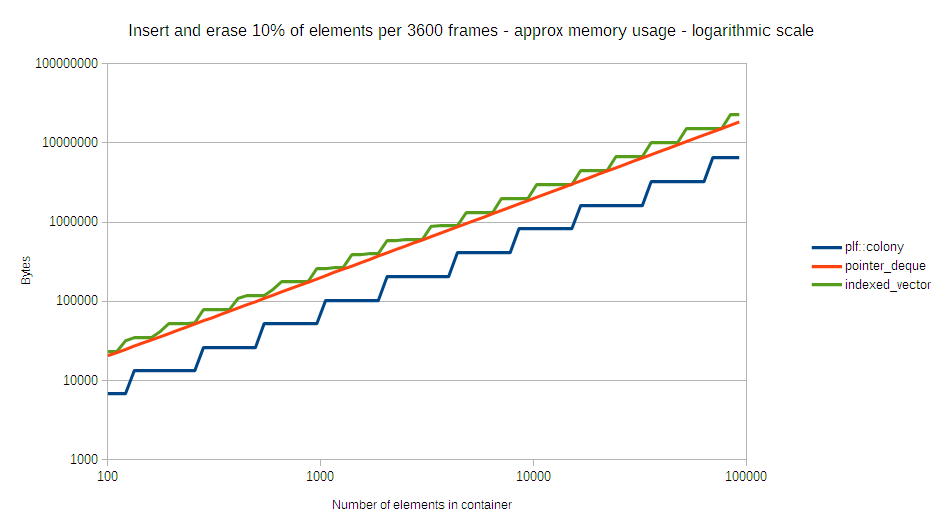 Insert and erase 10% of elements per 3600 frames - approx memory usage - logarithmic scale
100000000
10000000
1000000
100000
10000
1000
Bytes
100
1000
10000
100000
Number of elements in container
plf::colony
pointer_deque
indexed_vector